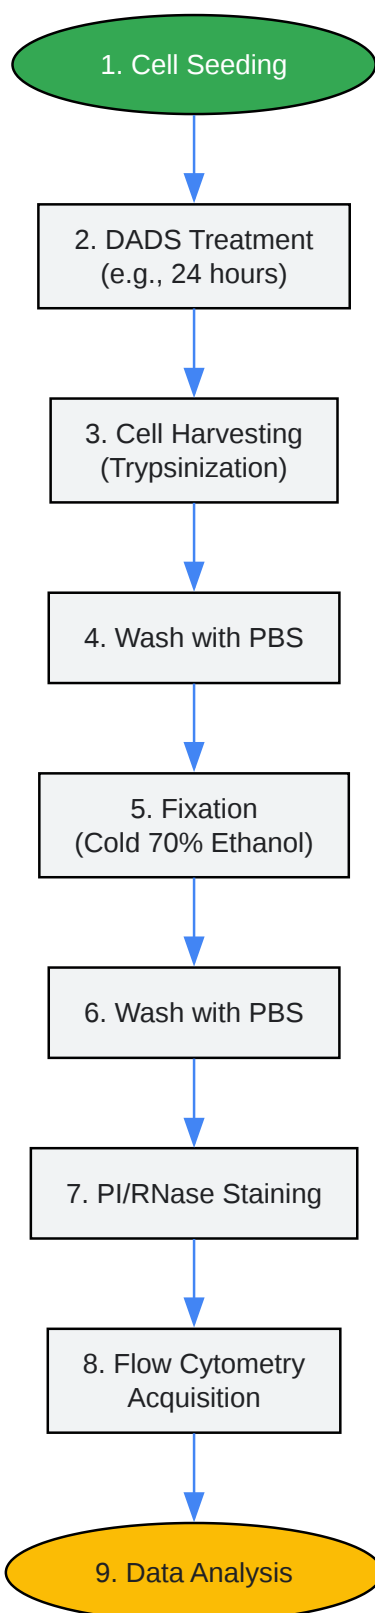 1. Cell Seeding
2. DADS Treatment
(e.g., 24 hours)
3. Cell Harvesting
(Trypsinization)
4. Wash with PBS
5. Fixation
(Cold 70% Ethanol)
6. Wash with PBS
7. PI/RNase Staining
8. Flow Cytometry
Acquisition
9. Data Analysis